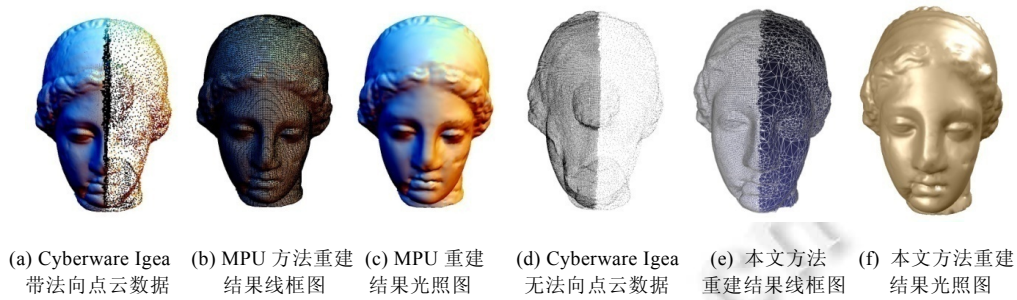 (a) Cyberware Igea
带法向点云数据
(b) MPU 方法重建
结果线框图
(c) MPU 重建
结果光照图
(d) Cyberware Igea
无法向点云数据
(e) 本文方法
重建结果线框图
(f) 本文方法重建
结果光照图